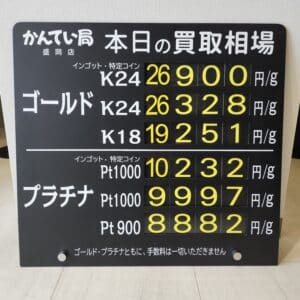 かんてい局
盛岡店
本日の買取相場
インゴット・特定コイン
K24 26900 円/g
ゴールド K24 26328 円/g
K18 19251 円/g
インゴット・特定コイン
Pt1000 10232 円/g
プラチナ Pt1000 9997 円/g
Pt900 8882 円/g
ゴールド・プラチナともに、手数料は一切いただきません